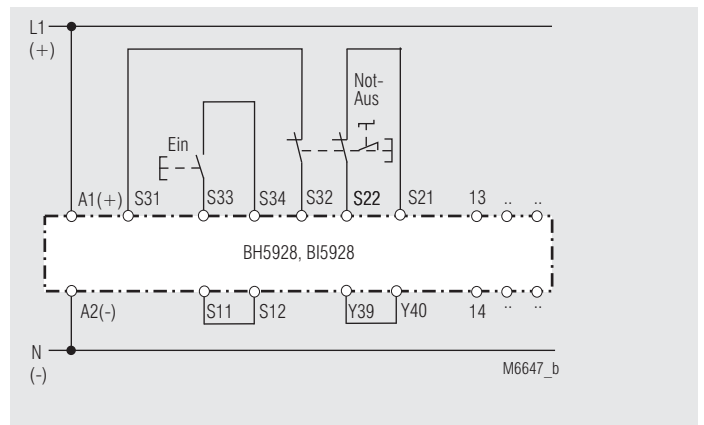 L1
(+)
Not-
Aus
Ein
A1(+) S31 S33 S34 S32 S22 S21 13 .. ..
BH5928, BI5928
A2(-) S11 S12 Y39 Y40 14 .. ..
N
(-)
M6647_b